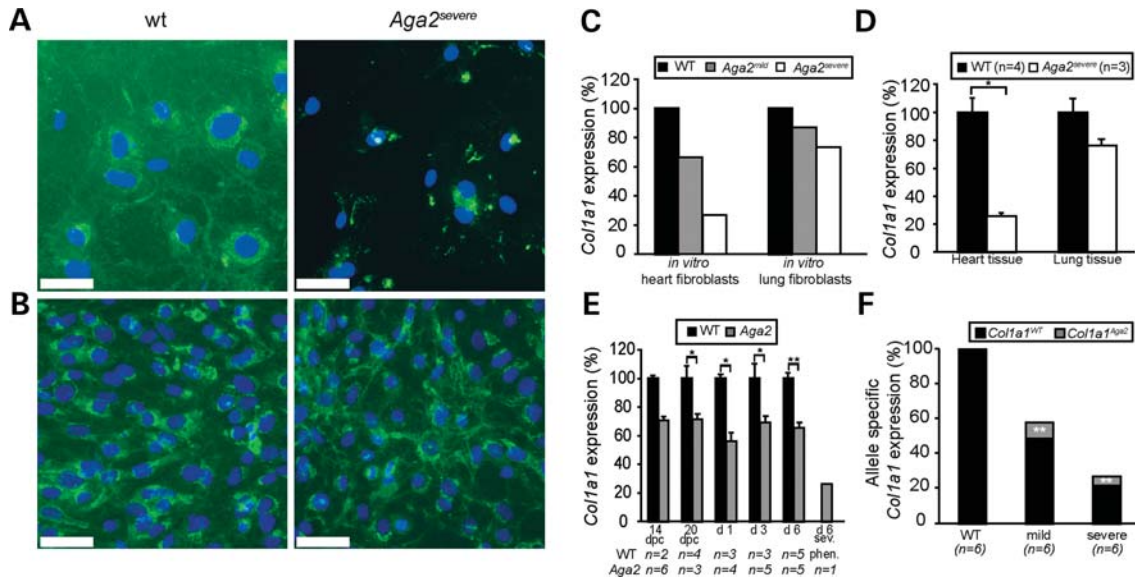 wt
Aga2severe
A
B
C
WT Aga2mild Aga2severe
Col1a1 expression (%)
120
100
80
60
40
20
0
in vitro
heart fibroblasts
in vitro
lung fibroblasts
D
WT (n=4) Aga2severe (n=3)
Col1a1 expression (%)
120
100
80
60
40
20
0
*
Heart tissue
Lung tissue
E
WT Aga2
Col1a1 expression (%)
120
100
80
60
40
20
0
* * * **
14 dpc
20 dpc
d 1
d 3
d 6
d 6 sev. phen.
WT n=2 n=4 n=3 n=3 n=5
Aga2 n=6 n=3 n=4 n=5 n=5 n=1
F
Col1a1WT Col1a1Aga2
Allele specific
Col1a1 expression (%)
100
80
60
40
20
0
**
**
WT
(n=6)
mild
(n=6)
severe
(n=6)